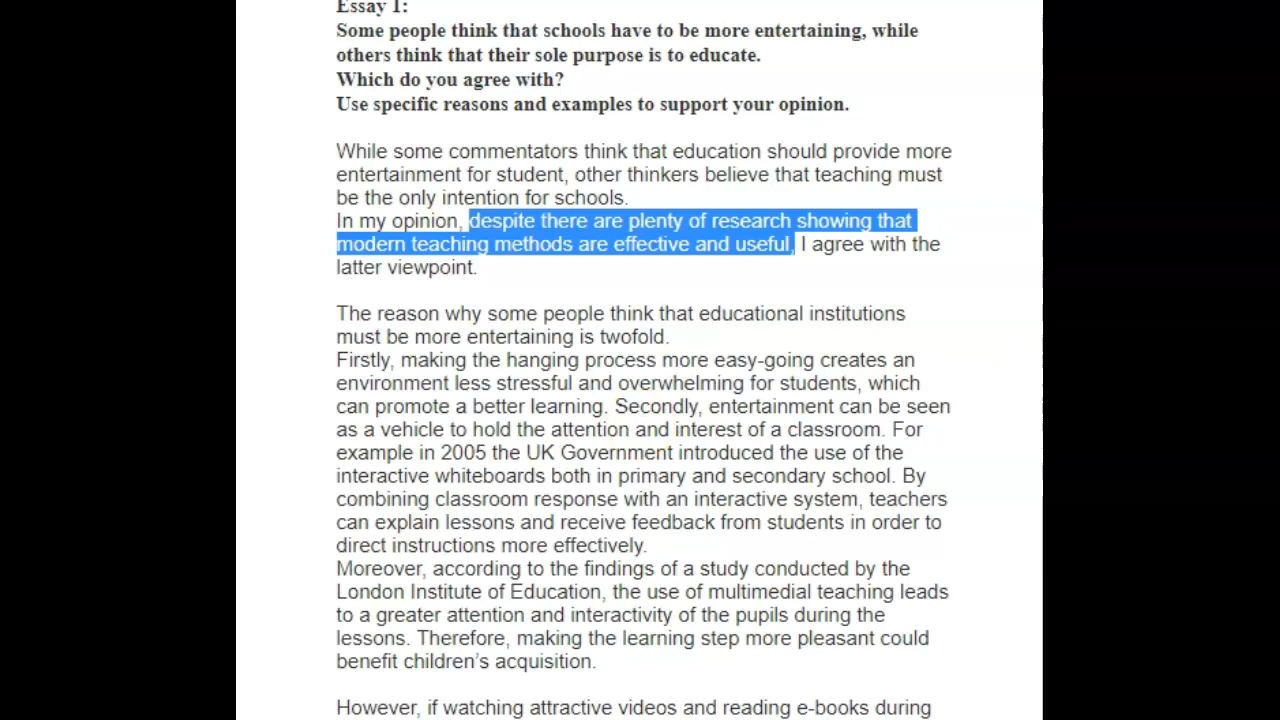 Essay 1:
Some people think that schools have to be more entertaining, while
others think that their sole purpose is to educate.
Which do you agree with?
Use specific reasons and examples to support your opinion.
While some commentators think that education should provide more
entertainment for student, other thinkers believe that teaching must
be the only intention for schools.
In my opinion, despite there are plenty of research showing that
modern teaching methods are effective and useful, I agree with the
latter viewpoint.
The reason why some people think that educational institutions
must be more entertaining is twofold.
Firstly, making the hanging process more easy-going creates an
environment less stressful and overwhelming for students, which
can promote a better learning. Secondly, entertainment can be seen
as a vehicle to hold the attention and interest of a classroom. For
example in 2005 the UK Government introduced the use of the
interactive whiteboards both in primary and secondary school. By
combining classroom response with an interactive system, teachers
can explain lessons and receive feedback from students in order to
direct instructions more effectively.
Moreover, according to the findings of a study conducted by the
London Institute of Education, the use of multimedial teaching leads
to a greater attention and interactivity of the pupils during the
lessons. Therefore, making the learning step more pleasant could
benefit children’s acquisition.
However, if watching attractive videos and reading e-books during